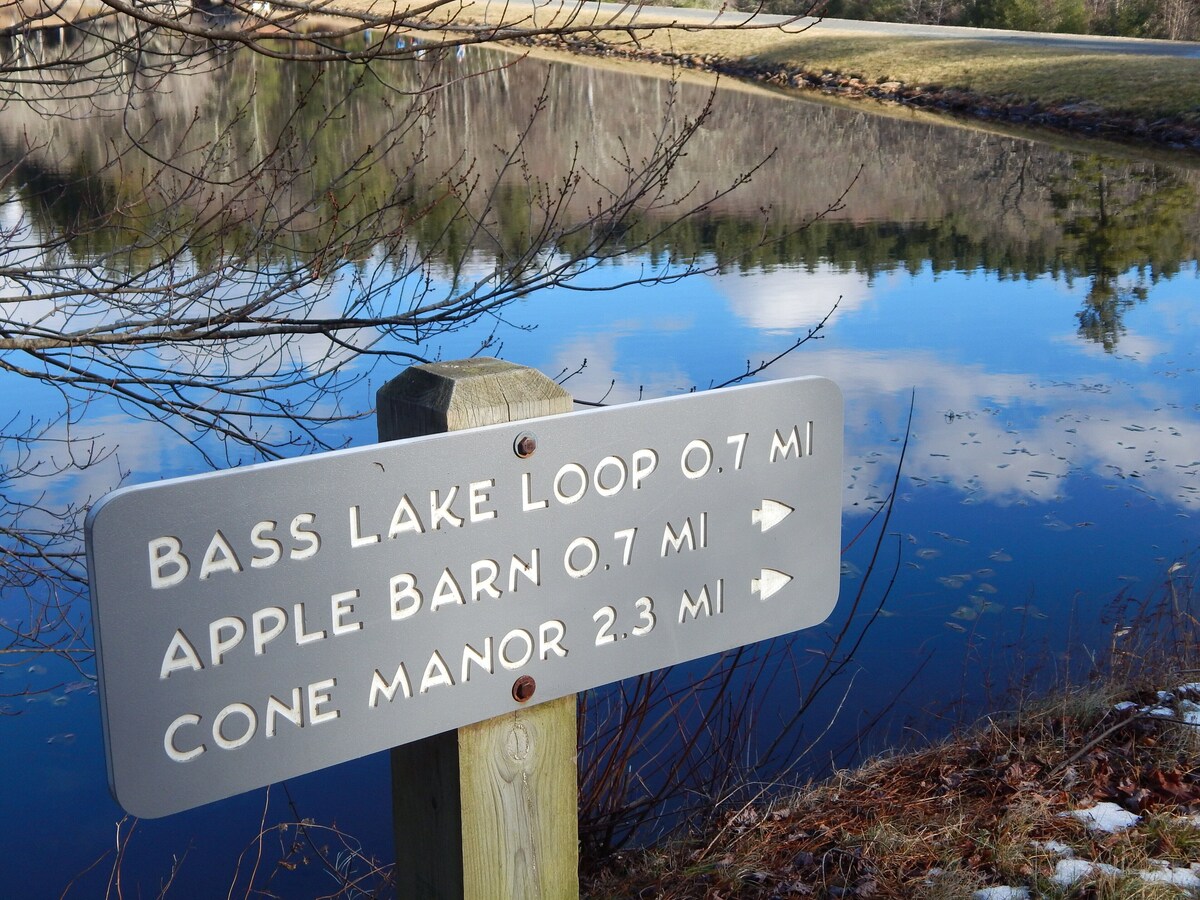 BASS LAKE LOOP 0.7 MI
APPLE BARN 0.7 MI
CONE MANOR 2.3 MI